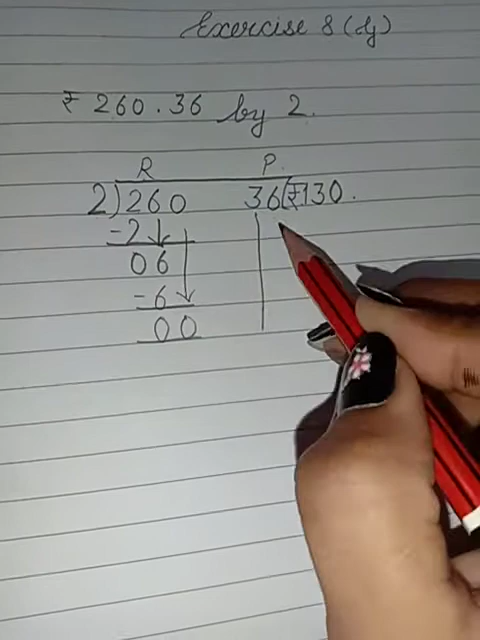 Exercise 8 (d)
₹ 260.36 by 2.
R P.
2)260 36(₹130.
-2
06
-6
00